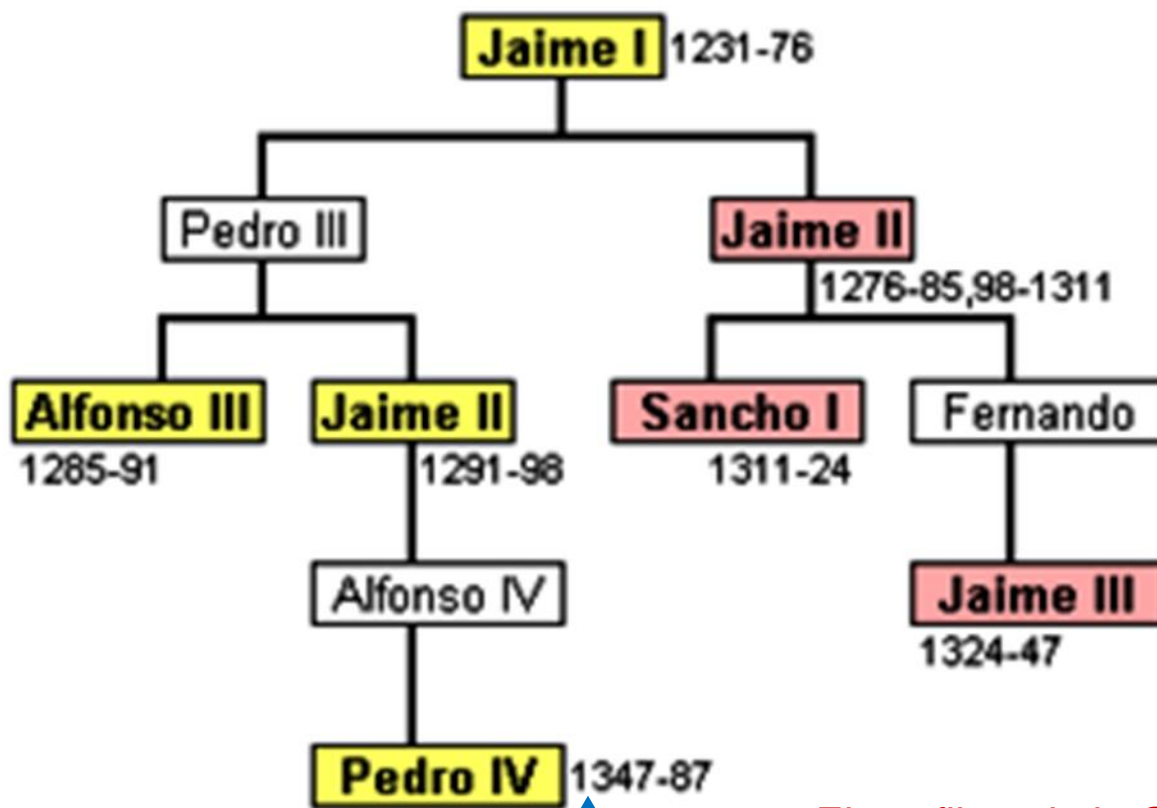 Jaime I 1231-76
Pedro III
Jaime II
1276-85,98-1311
Alfonso III
Jaime II
Sancho I
Fernando
1285-91
1291-98
1311-24
Alfonso IV
Jaime III
1324-47
Pedro IV 1347-87